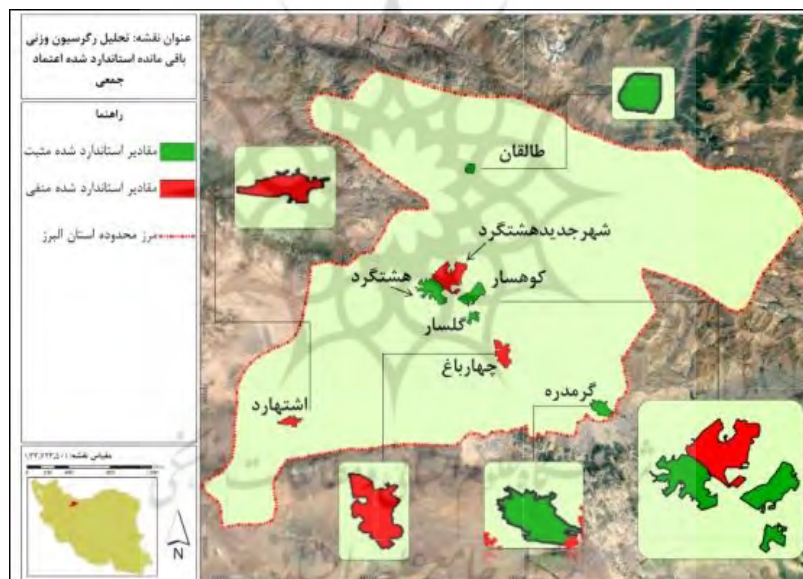 عنوان نقشه: تحلیل رگرسیون وزنی
باقی مانده استاندارد شده اعتماد
جمعی
راهنما
مقادیر استاندارد شده مثبت
مقادیر استاندارد شده منفی
مرز محدوده استان البرز
طالقان
شهرجدیدهشتگرد
کوهسار
هشتگرد
گلسار
چهارباغ
گرمدره
اشتهارد
مقیاس نقشه:
N